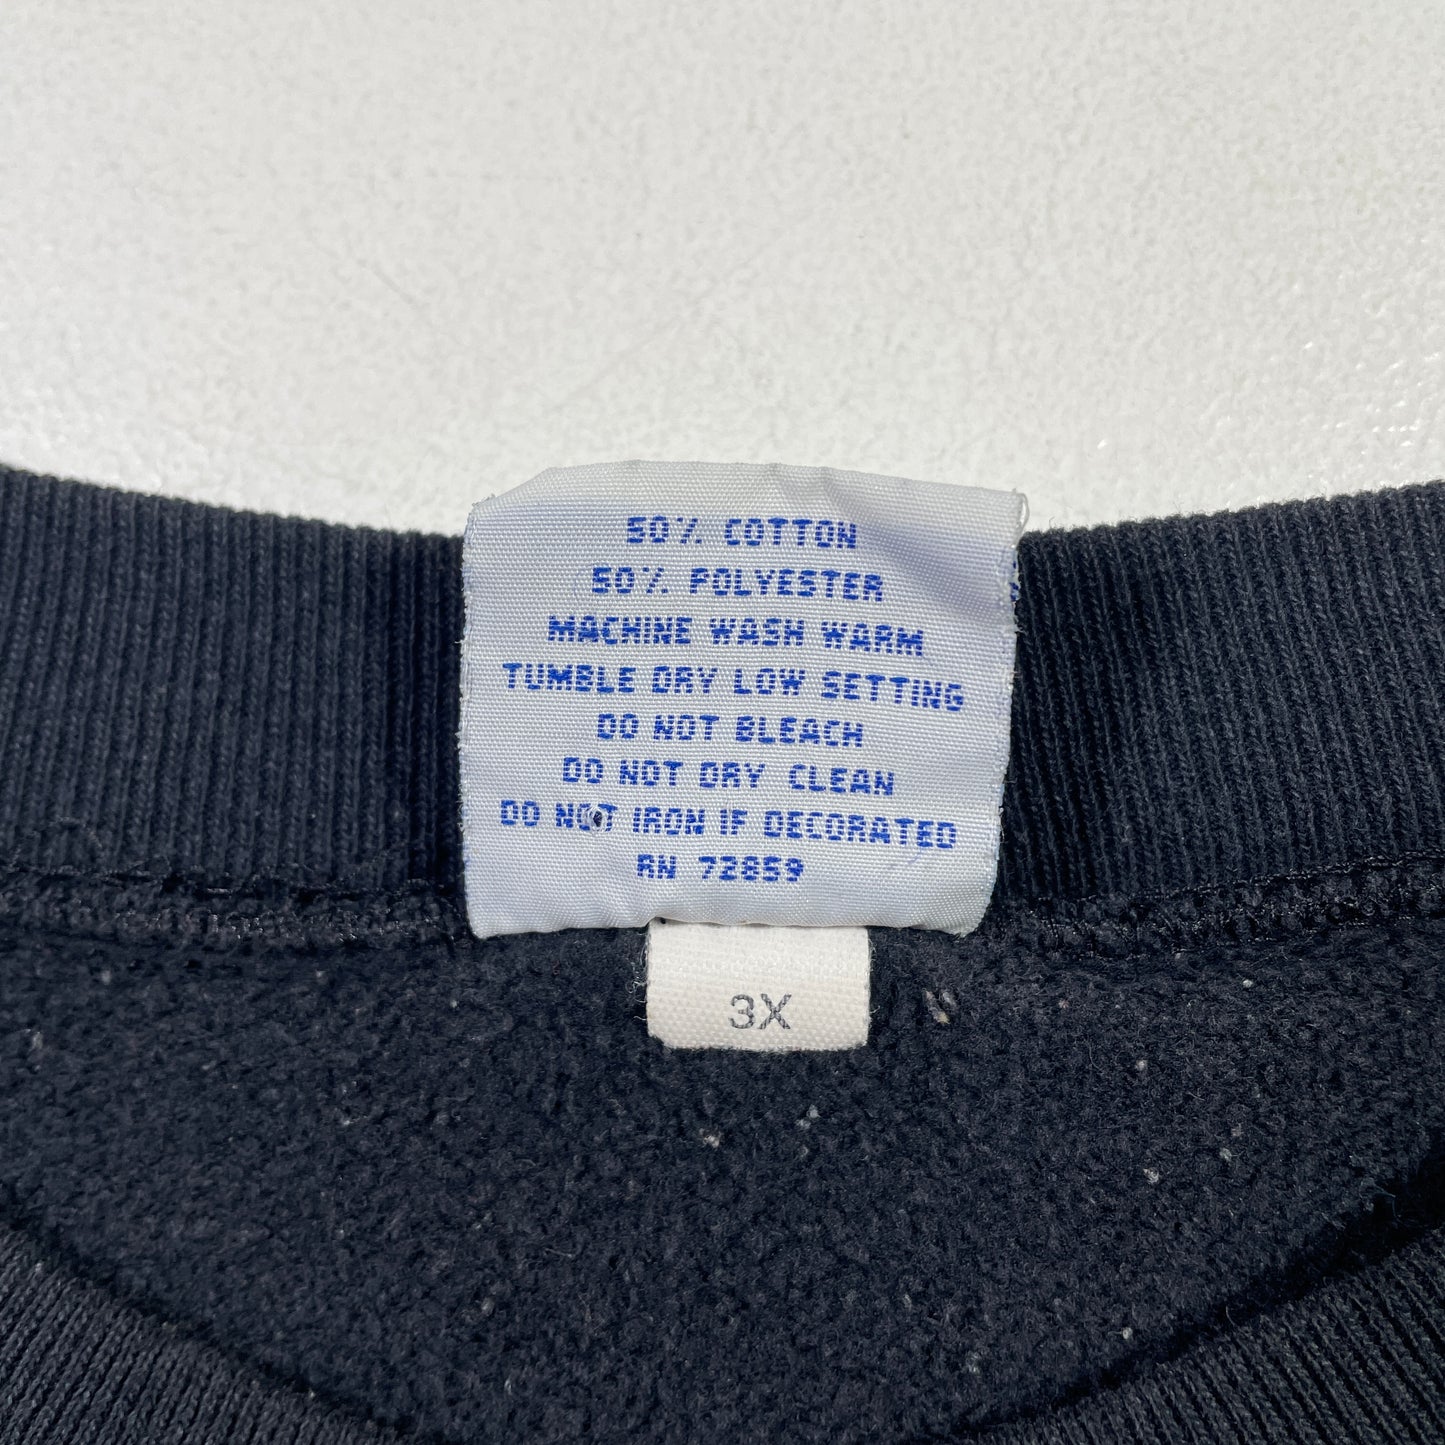 50% COTTON
50% POLYESTER
MACHINE WASH WARM
TUMBLE DRY LOW SETTING
DO NOT BLEACH
DO NOT DRY CLEAN
DO NOT IRON IF DECORATED
RN 72859
3X